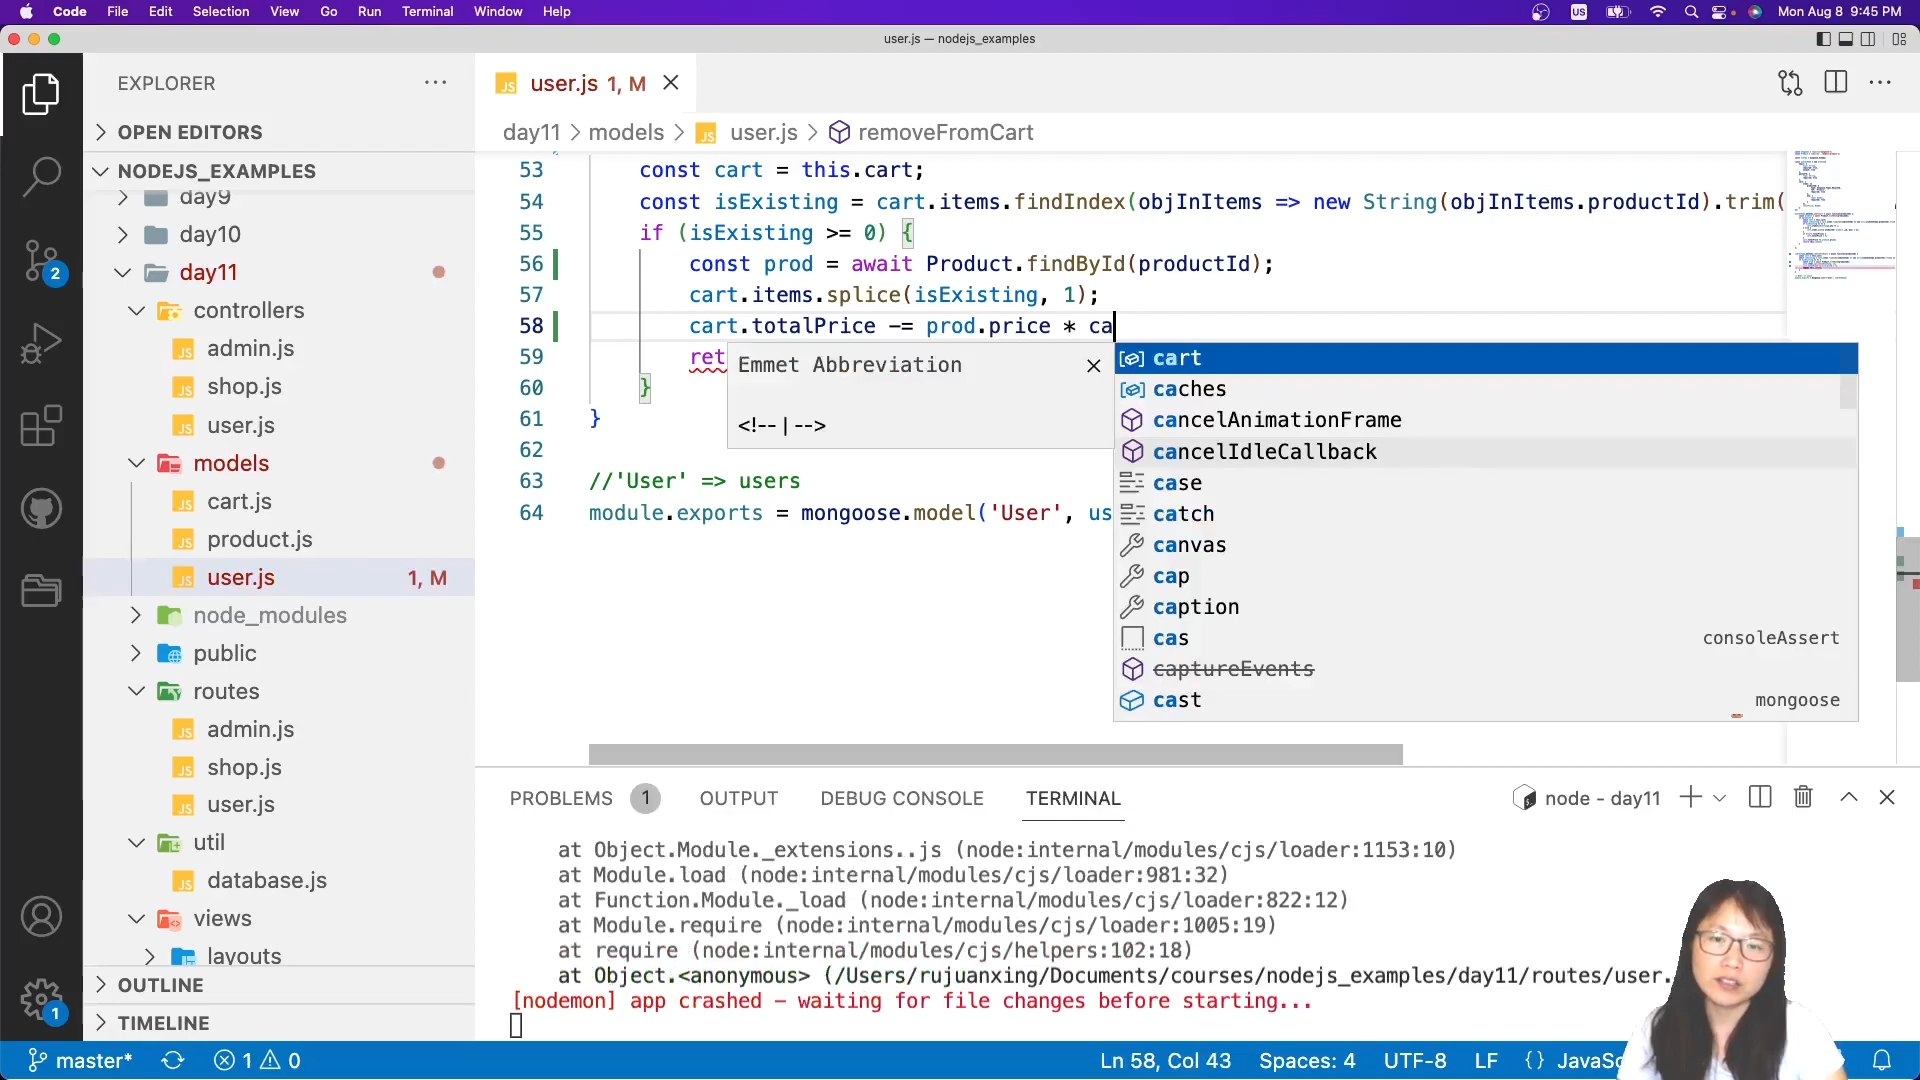 Code File Edit Selection View Go Run Terminal Window Help US Mon Aug 8 9:45 PM
user.js — nodejs_examples
EXPLORER
OPEN EDITORS
NODEJS_EXAMPLES
day9
day10
day11
controllers
admin.js
shop.js
user.js
models
cart.js
product.js
user.js 1, M
node_modules
public
routes
admin.js
shop.js
user.js
util
database.js
views
layouts
OUTLINE
TIMELINE
2
1
JS user.js 1, M
day11 > models > JS user.js > removeFromCart
53 const cart = this.cart;
54 const isExisting = cart.items.findIndex(objInItems => new String(objInItems.productId).trim(
55 if (isExisting >= 0) {
56 const prod = await Product.findById(productId);
57 cart.items.splice(isExisting, 1);
58 cart.totalPrice -= prod.price * ca
59 ret
60 }
61 }
62
63 //'User' => users
64 module.exports = mongoose.model('User', us
Emmet Abbreviation
<!--|-->
cart
caches
cancelAnimationFrame
cancelIdleCallback
case
catch
canvas
cap
caption
cas consoleAssert
captureEvents
cast mongoose
PROBLEMS 1 OUTPUT DEBUG CONSOLE TERMINAL node - day11
at Object.Module._extensions..js (node:internal/modules/cjs/loader:1153:10)
at Module.load (node:internal/modules/cjs/loader:981:32)
at Function.Module._load (node:internal/modules/cjs/loader:822:12)
at Module.require (node:internal/modules/cjs/loader:1005:19)
at require (node:internal/modules/cjs/helpers:102:18)
at Object.<anonymous> (/Users/rujuanxing/Documents/courses/nodejs_examples/day11/routes/user.
[nodemon] app crashed - waiting for file changes before starting...
master* 1 0 Ln 58, Col 43 Spaces: 4 UTF-8 LF {} JavaSc